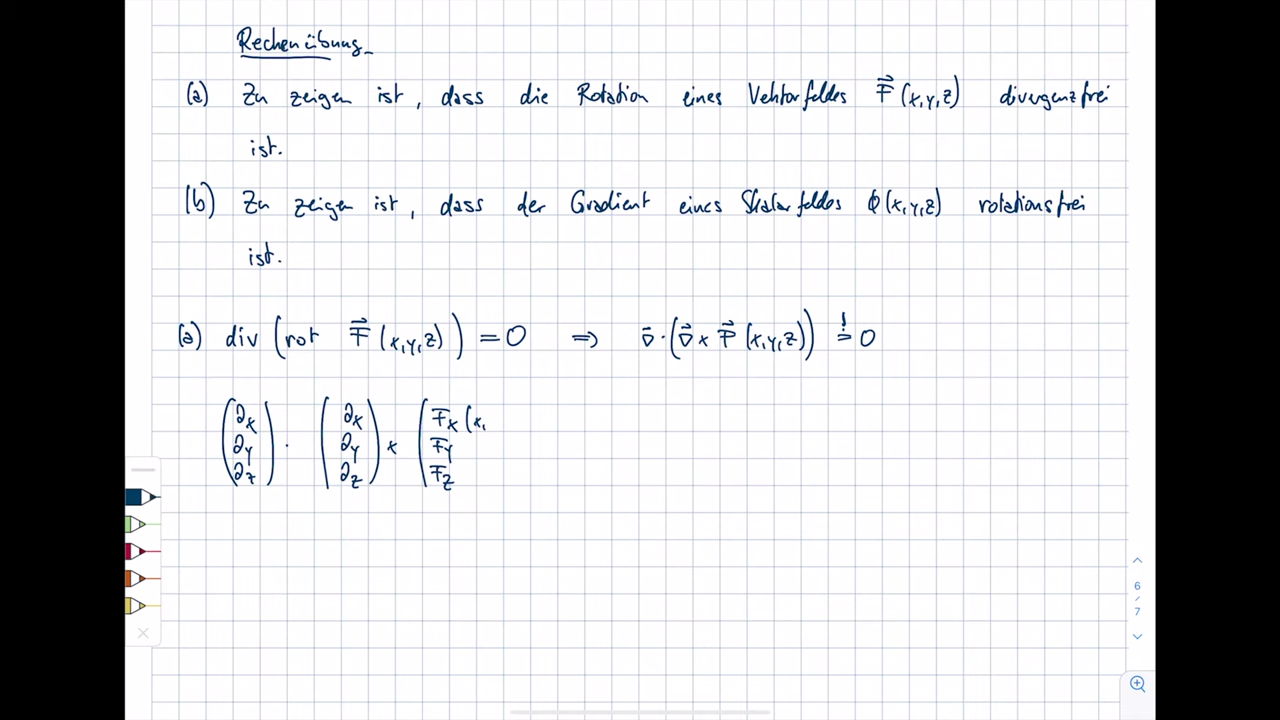 Rechenübung
(a) Zu zeigen ist, dass die Rotation eines Vektorfeldes F⃗(x,y,z) divergenzfrei
ist.
(b) Zu zeigen ist, dass der Gradient eines Skalarfeldes ϕ(x,y,z) rotationsfrei
ist.
(a) div (rot F⃗(x,y,z)) = 0 ⇒ ∇⃗·(∇⃗ × F⃗(x,y,z)) =! 0
(∂x ∂y ∂z) · (∂x ∂y ∂z) × (Fx(x, Fy Fz
6
/
7